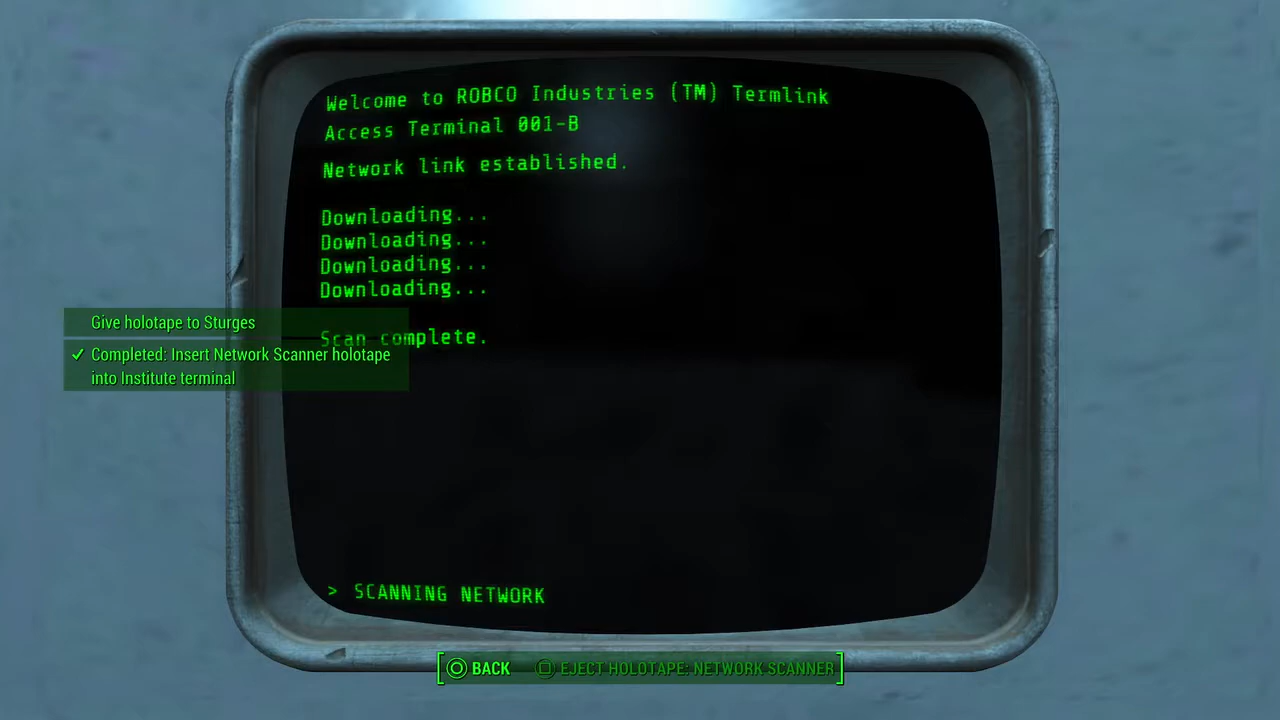 Welcome to ROBCO Industries (TM) Termlink
Access Terminal 001-B
Network link established.
Downloading...
Downloading...
Downloading...
Downloading...
Give holotape to Sturges
Scan complete.
✓ Completed: Insert Network Scanner holotape
into Institute terminal
> SCANNING NETWORK
BACK
EJECT HOLOTAPE: NETWORK SCANNER